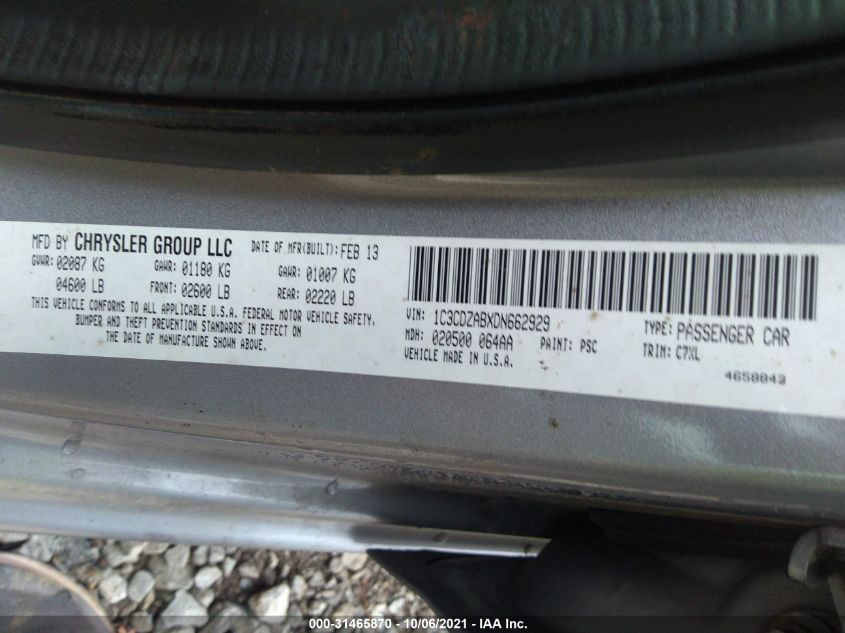 MFD BY CHRYSLER GROUP LLC DATE OF MFR(BUILT): FEB 13
GVWR: 02087 KG GAWR: 01180 KG GAWR: 01007 KG
04600 LB FRONT: 02600 LB REAR: 02220 LB
THIS VEHICLE CONFORMS TO ALL APPLICABLE U.S.A. FEDERAL MOTOR VEHICLE SAFETY,
BUMPER AND THEFT PREVENTION STANDARDS IN EFFECT ON
THE DATE OF MANUFACTURE SHOWN ABOVE.
VIN: 1C3CDZABXDN662929 TYPE: PASSENGER CAR
MDH: 020500 064AA PAINT: PSC TRIM: C7XL
VEHICLE MADE IN U.S.A.
4658843
000-31465870 - 10/06/2021 - IAA Inc.